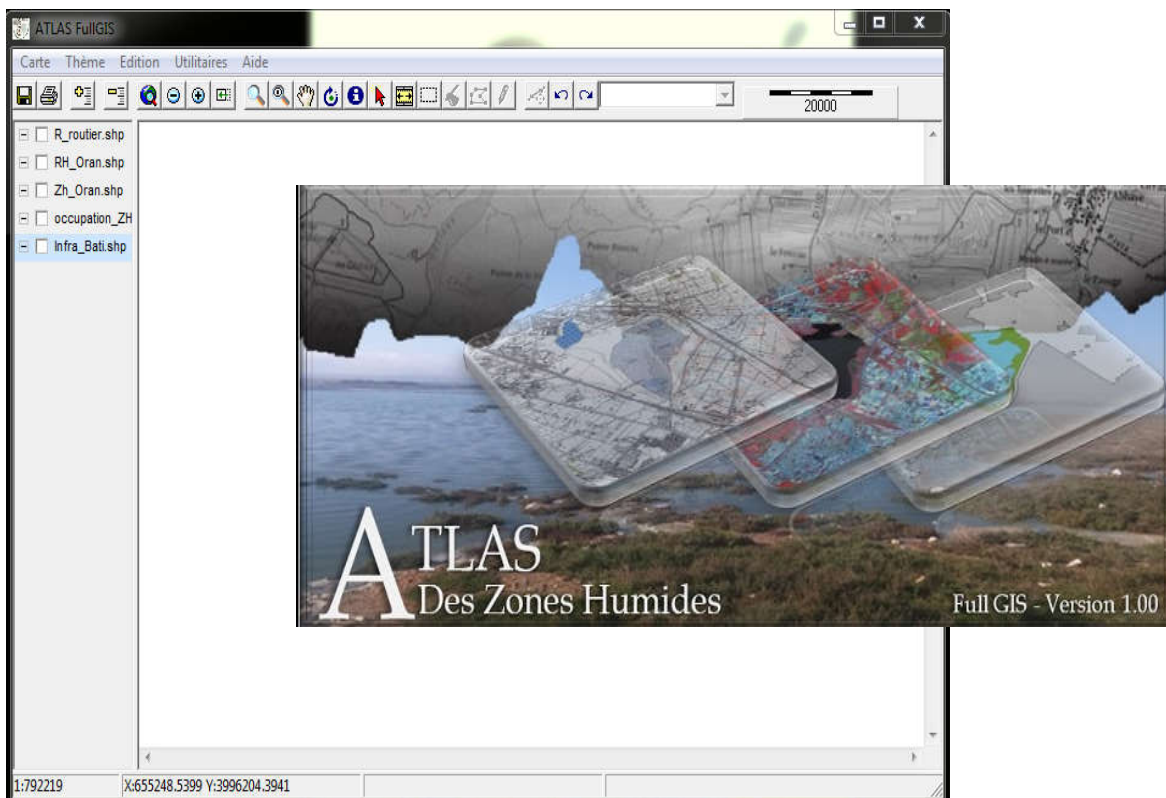 ATLAS FullGIS
Carte Thème Edition Utilitaires Aide
20000
R_routier.shp
RH_Oran.shp
Zh_Oran.shp
occupation_ZH
Infra_Bati.shp
ATLAS
Des Zones Humides
Full GIS - Version 1.00
1:792219 X:655248.5399 Y:3996204.3941